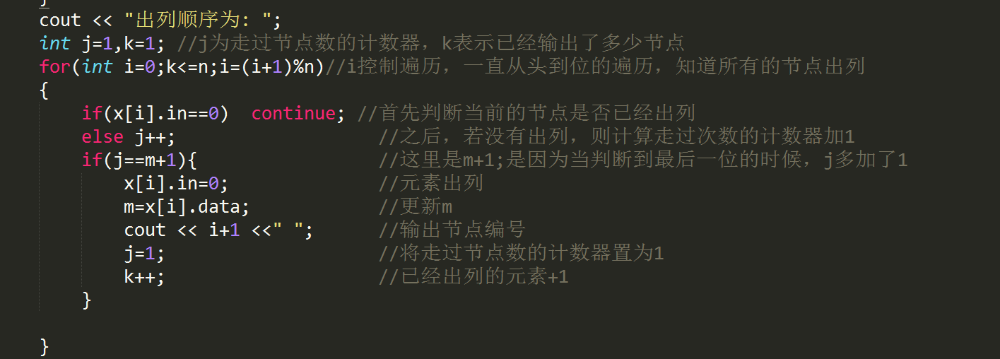 }
cout << "出列顺序为: ";
int j=1,k=1; //j为走过节点数的计数器，k表示已经输出了多少节点
for(int i=0;k<=n;i=(i+1)%n)//i控制遍历，一直从头到位的遍历，知道所有的节点出列
{
    if(x[i].in==0)  continue; //首先判断当前的节点是否已经出列
    else j++;                   //之后，若没有出列，则计算走过次数的计数器加1
    if(j==m+1){                 //这里是m+1;是因为当判断到最后一位的时候，j多加了1
        x[i].in=0;              //元素出列
        m=x[i].data;            //更新m
        cout << i+1 <<" ";      //输出节点编号
        j=1;                    //将走过节点数的计数器置为1
        k++;                    //已经出列的元素+1
    }
}